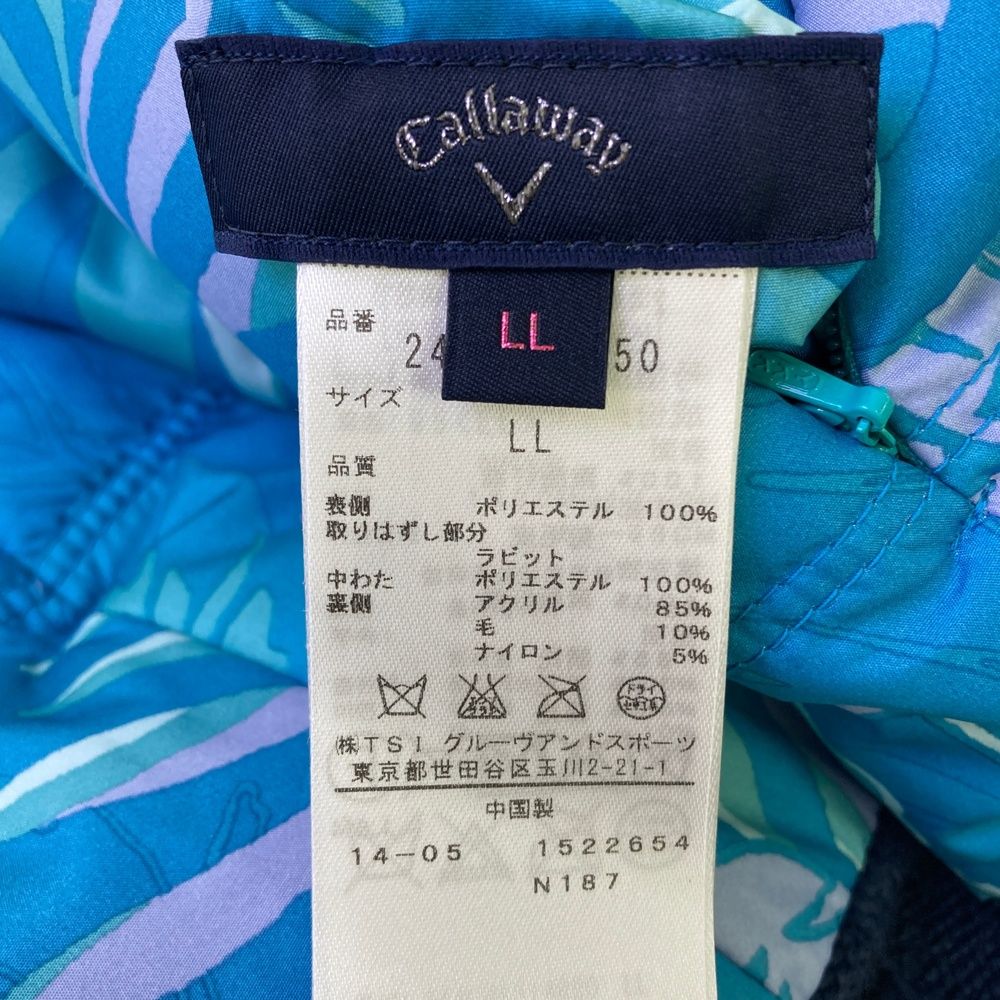 Callaway
LL
品番
24 50
サイズ
LL
品質
表側 ポリエステル 100%
取りはずし部分
ラビット
中わた ポリエステル 100%
裏側 アクリル 85%
毛 10%
ナイロン 5%
ドライ
㈱TSI グルーヴアンドスポーツ
東京都世田谷区玉川2-21-1
中国製
14-05 1522654
N187